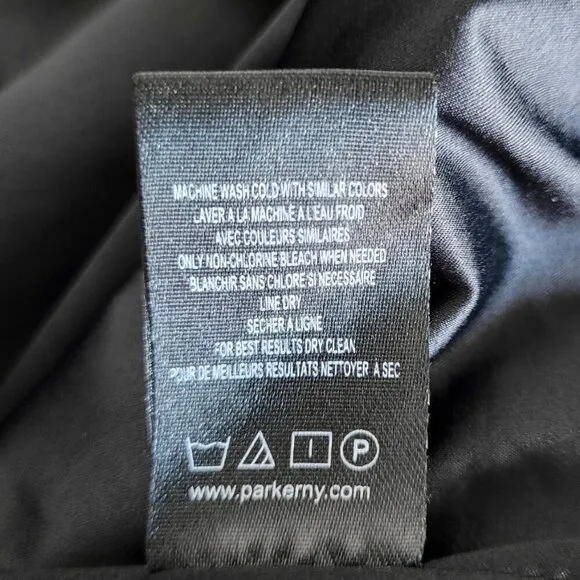 MACHINE WASH COLD WITH SIMILAR COLORS
LAVER A LA MACHINE A L'EAU FROID
AVEC COULEURS SIMILAIRES
ONLY NON-CHLORINE BLEACH WHEN NEEDED
BLANCHIR SANS CHLORE SI NECESSAIRE
LINE DRY
SECHER A LIGNE
FOR BEST RESULTS DRY CLEAN
POUR DE MEILLEURS RESULTATS NETTOYER A SEC
P
www.parkerny.com